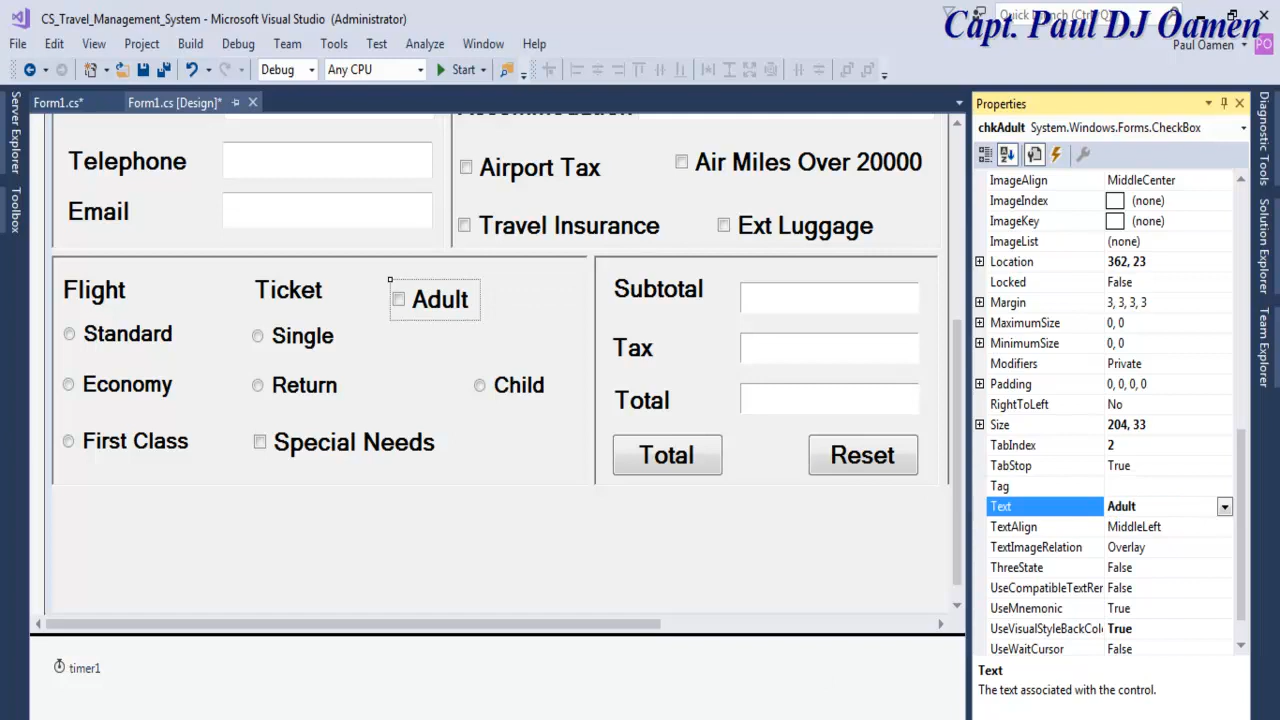 CS_Travel_Management_System - Microsoft Visual Studio (Administrator)
Capt. Paul DJ Oamen
File Edit View Project Build Debug Team Tools Test Analyze Window Help
Paul Oamen
PO
Debug Any CPU Start
Form1.cs* Form1.cs [Design]*
Server Explorer
Toolbox
Telephone
Email
Airport Tax
Air Miles Over 20000
Travel Insurance
Ext Luggage
Flight Ticket Adult
Standard Single
Economy Return Child
First Class Special Needs
Subtotal
Tax
Total
Total Reset
timer1
Properties
chkAdult System.Windows.Forms.CheckBox
ImageAlign MiddleCenter
ImageIndex (none)
ImageKey (none)
ImageList (none)
Location 362, 23
Locked False
Margin 3, 3, 3, 3
MaximumSize 0, 0
MinimumSize 0, 0
Modifiers Private
Padding 0, 0, 0, 0
RightToLeft No
Size 204, 33
TabIndex 2
TabStop True
Tag
Text Adult
TextAlign MiddleLeft
TextImageRelation Overlay
ThreeState False
UseCompatibleTextRer False
UseMnemonic True
UseVisualStyleBackColo True
UseWaitCursor False
Text
The text associated with the control.
Diagnostic Tools
Solution Explorer
Team Explorer